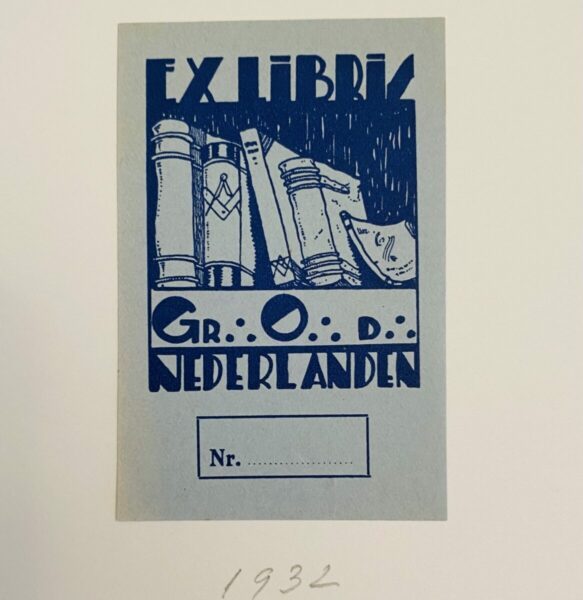 EX LIBRIS
GR∴ O∴ D∴
NEDERLANDEN
Nr. ....................
1932